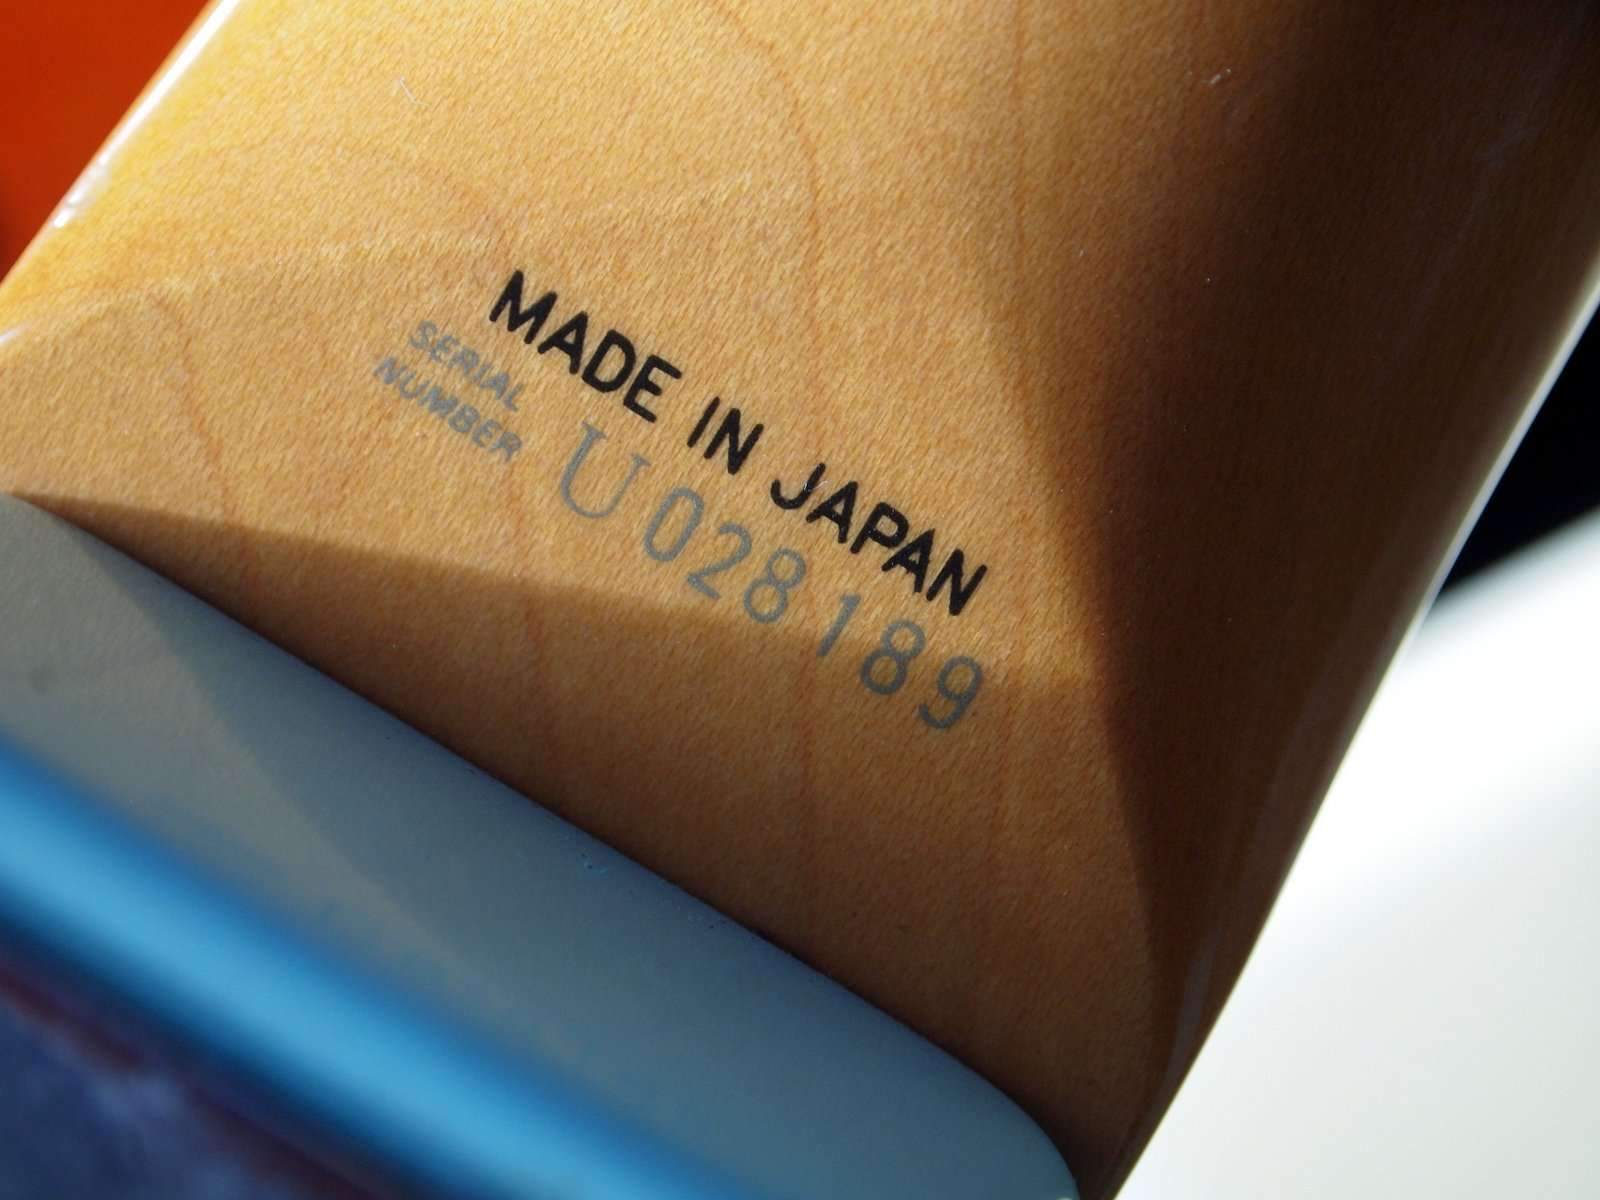 MADE IN JAPAN
SERIAL
NUMBER
U028189